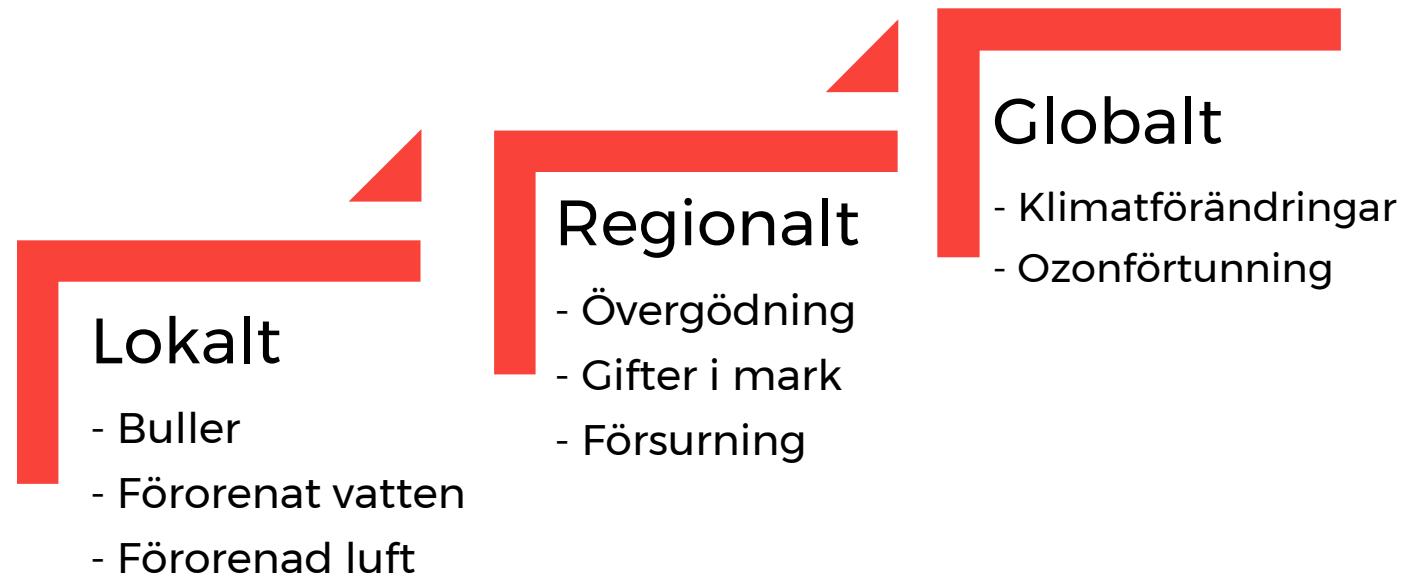 Lokalt
- Buller
- Förorenat vatten
- Förorenad luft
Regionalt
- Övergödning
- Gifter i mark
- Försurning
Globalt
- Klimatförändringar
- Ozonförtunning